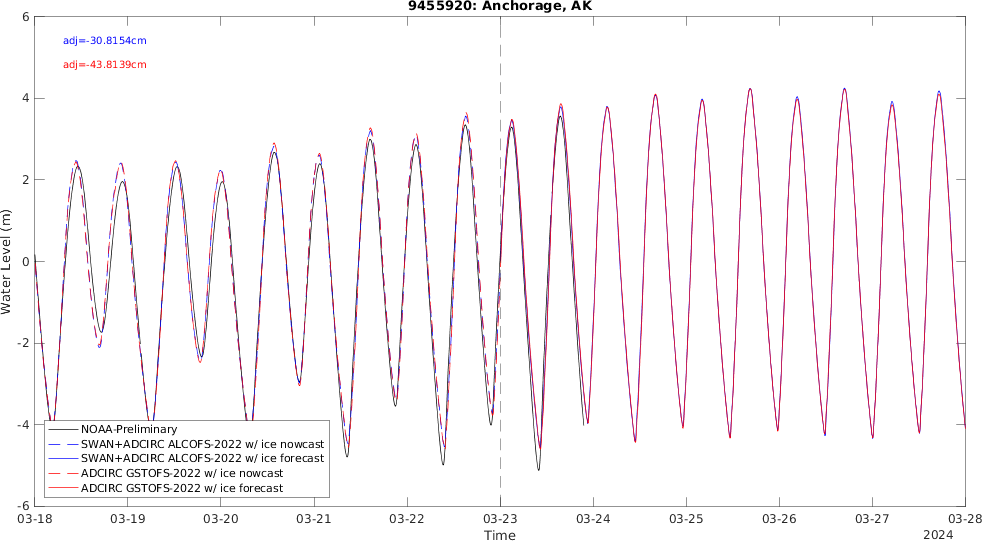 9455920: Anchorage, AK
adj=-30.8154cm
adj=-43.8139cm
Water Level (m)
6
4
2
0
-2
-4
-6
NOAA-Preliminary
SWAN+ADCIRC ALCOFS-2022 w/ ice nowcast
SWAN+ADCIRC ALCOFS-2022 w/ ice forecast
ADCIRC GSTOFS-2022 w/ ice nowcast
ADCIRC GSTOFS-2022 w/ ice forecast
03-18 03-19 03-20 03-21 03-22 03-23 03-24 03-25 03-26 03-27 03-28
Time
2024